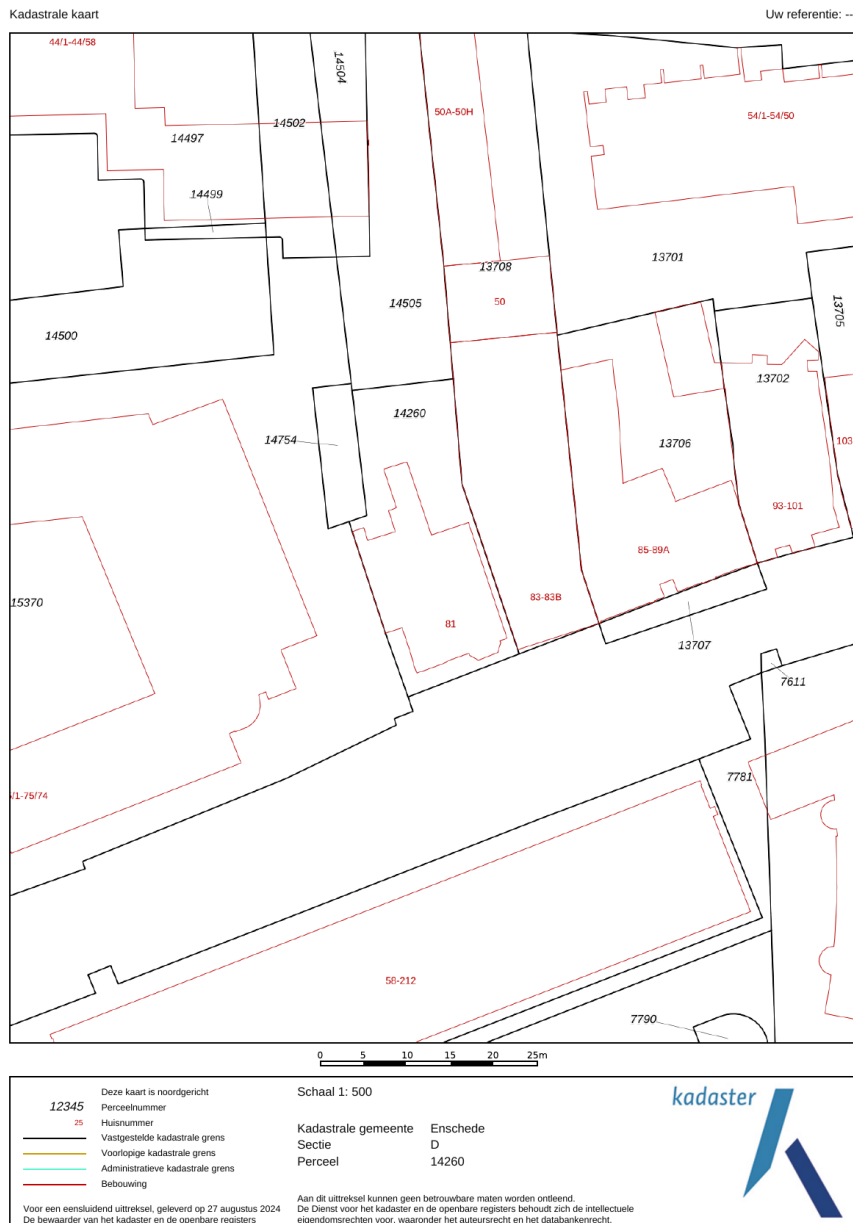 Kadastrale kaart
Uw referentie: --
44/1-44/58
14504
50A-50H
54/1-54/50
14502
14497
14499
13708
13701
50
14505
13705
14500
13702
14260
14754
13706
103
93-101
85-89A
83-83B
15370
81
13707
7611
7781
/1-75/74
58-212
7790
0 5 10 15 20 25m
Deze kaart is noordgericht
12345 Perceelnummer
25 Huisnummer
Vastgestelde kadastrale grens
Voorlopige kadastrale grens
Administratieve kadastrale grens
Bebouwing
Voor een eensluidend uittreksel, geleverd op 27 augustus 2024
De bewaarder van het kadaster en de openbare registers
Schaal 1: 500
Kadastrale gemeente Enschede
Sectie D
Perceel 14260
Aan dit uittreksel kunnen geen betrouwbare maten worden ontleend.
De Dienst voor het kadaster en de openbare registers behoudt zich de intellectuele
eigendomsrechten voor, waaronder het auteursrecht en het databankenrecht.
kadaster